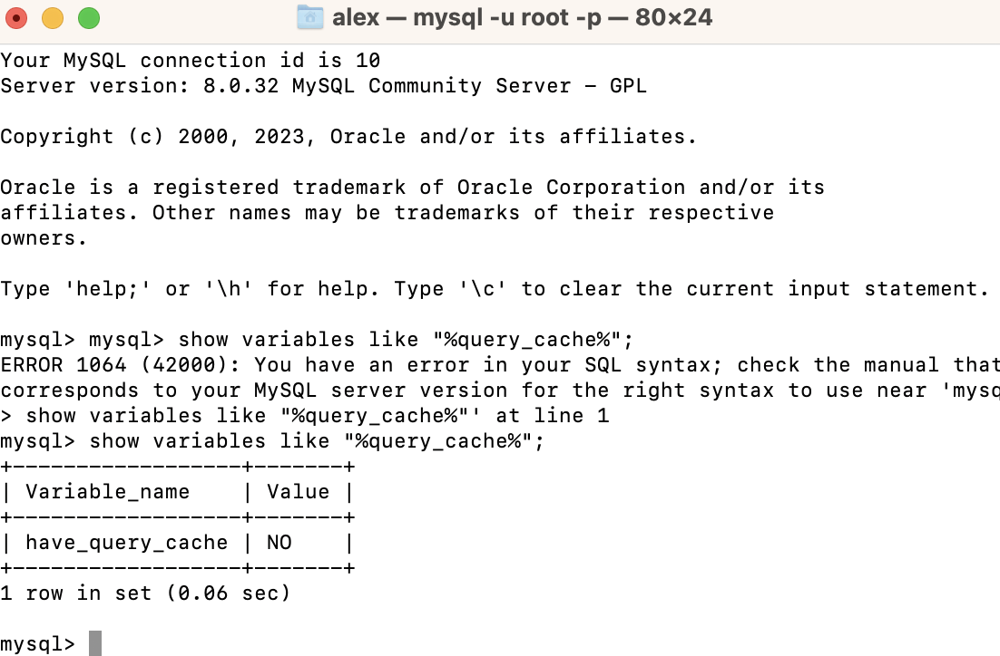 alex — mysql -u root -p — 80×24
Your MySQL connection id is 10
Server version: 8.0.32 MySQL Community Server - GPL
Copyright (c) 2000, 2023, Oracle and/or its affiliates.
Oracle is a registered trademark of Oracle Corporation and/or its
affiliates. Other names may be trademarks of their respective
owners.
Type 'help;' or '\h' for help. Type '\c' to clear the current input statement.
mysql> mysql> show variables like "%query_cache%";
ERROR 1064 (42000): You have an error in your SQL syntax; check the manual that
corresponds to your MySQL server version for the right syntax to use near 'mysq
> show variables like "%query_cache%"' at line 1
mysql> show variables like "%query_cache%";
+------------------+-------+
| Variable_name    | Value |
+------------------+-------+
| have_query_cache | NO    |
+------------------+-------+
1 row in set (0.06 sec)
mysql>